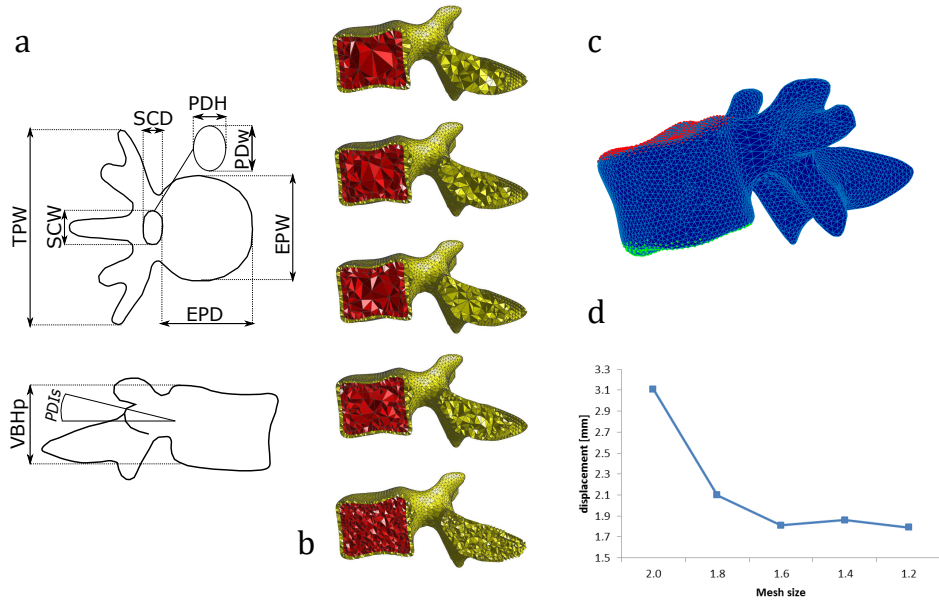 a
SCD
PDH
PDw
TPW
SCW
EPW
EPD
VBHp
PDIs
b
c
d
3.3
3.1
2.9
2.7
2.5
2.3
2.1
1.9
1.7
1.5
displacement [mm]
2.0 1.8 1.6 1.4 1.2
Mesh size